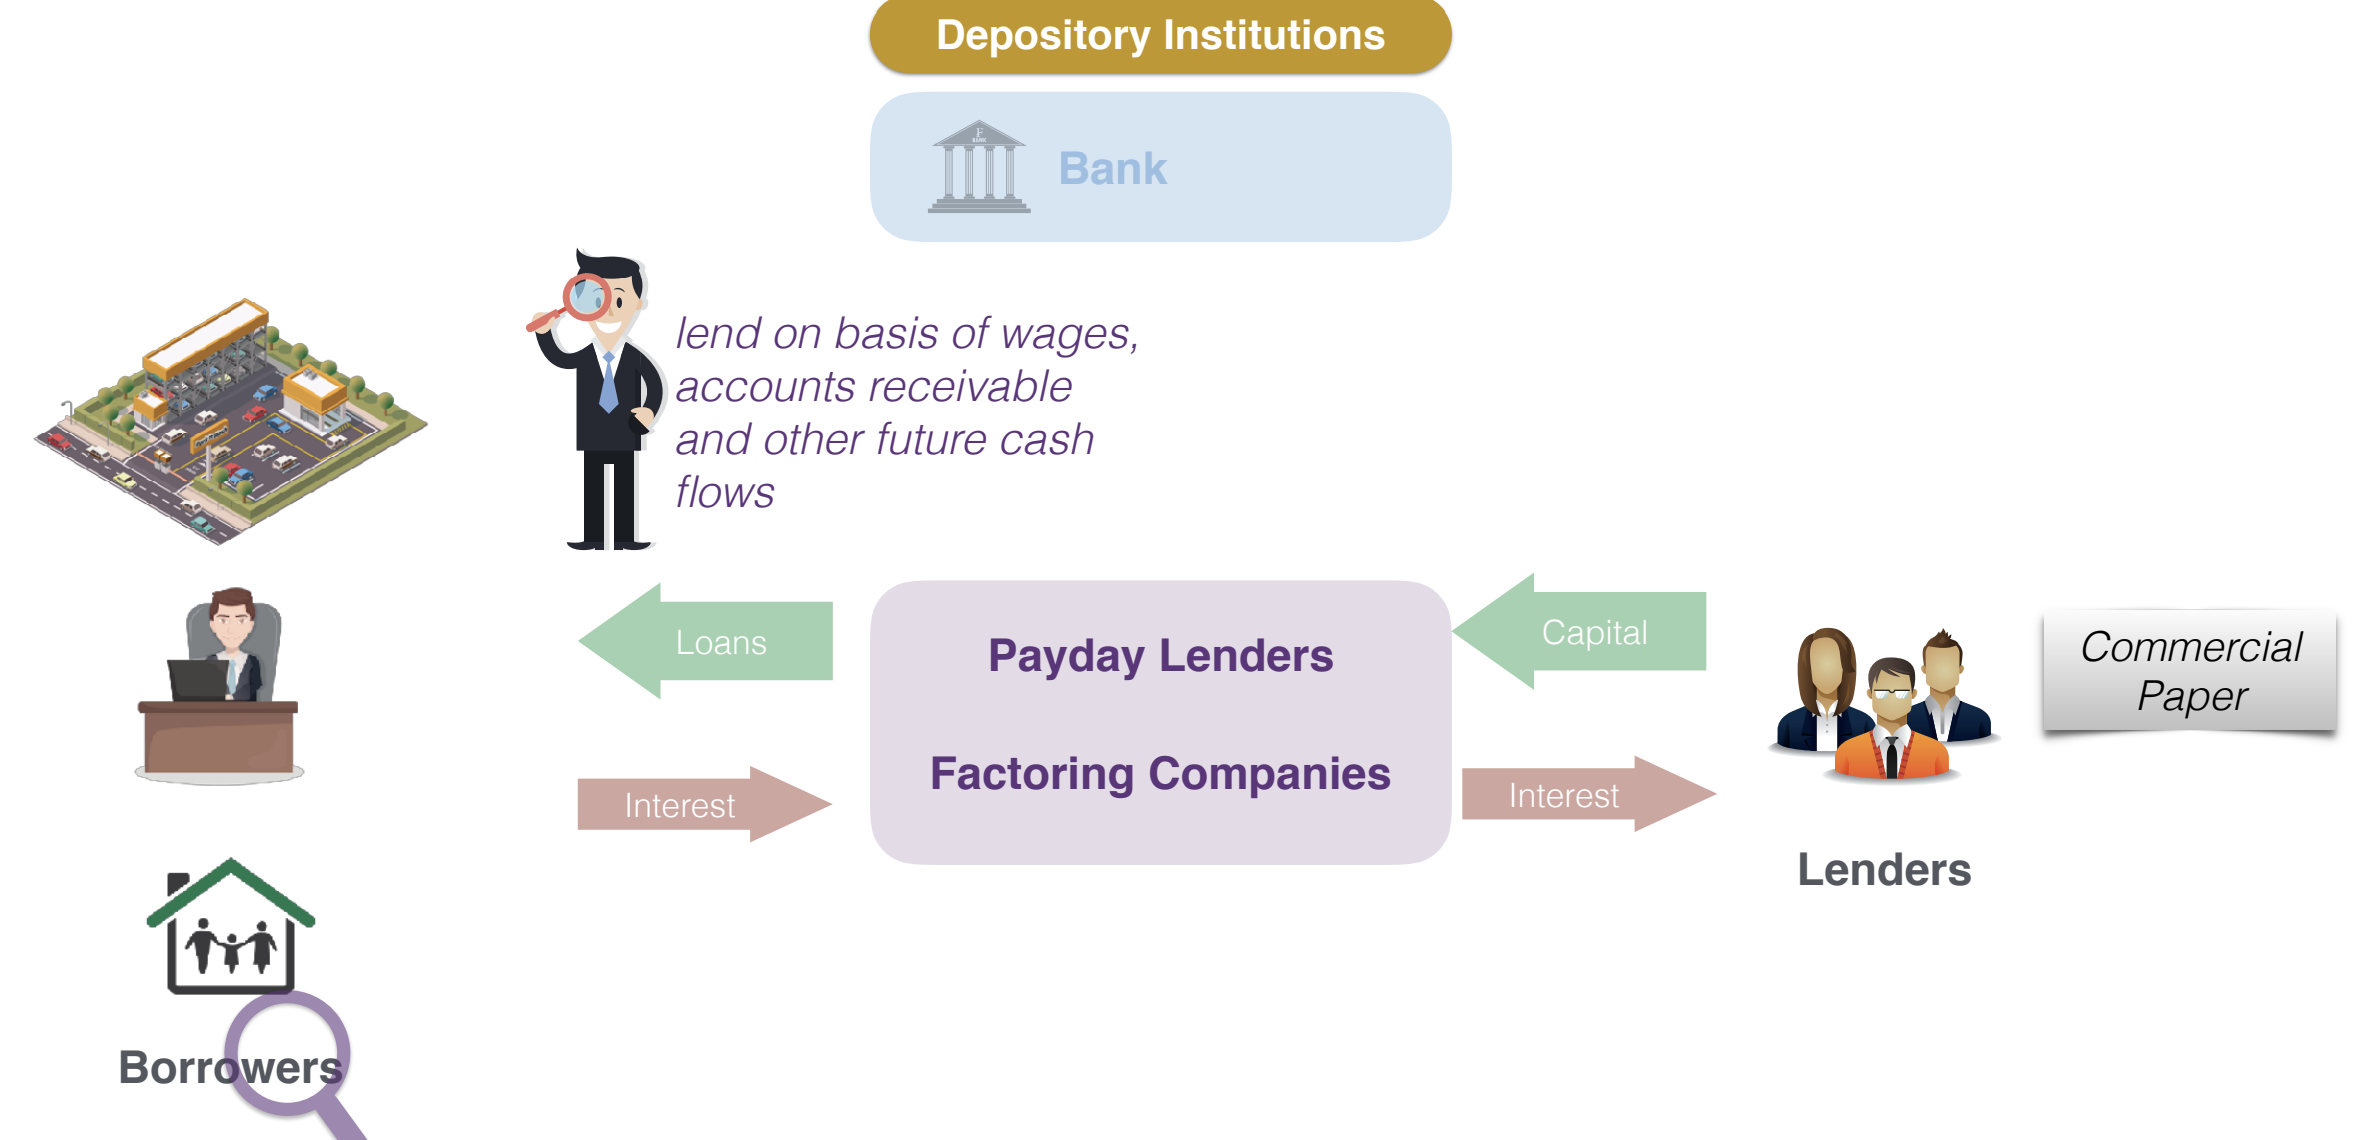 Depository Institutions
F
BANK
Bank
lend on basis of wages,
accounts receivable
and other future cash
flows
Loans
Capital
Payday Lenders
Factoring Companies
Interest
Interest
Commercial
Paper
Lenders
Borrowers